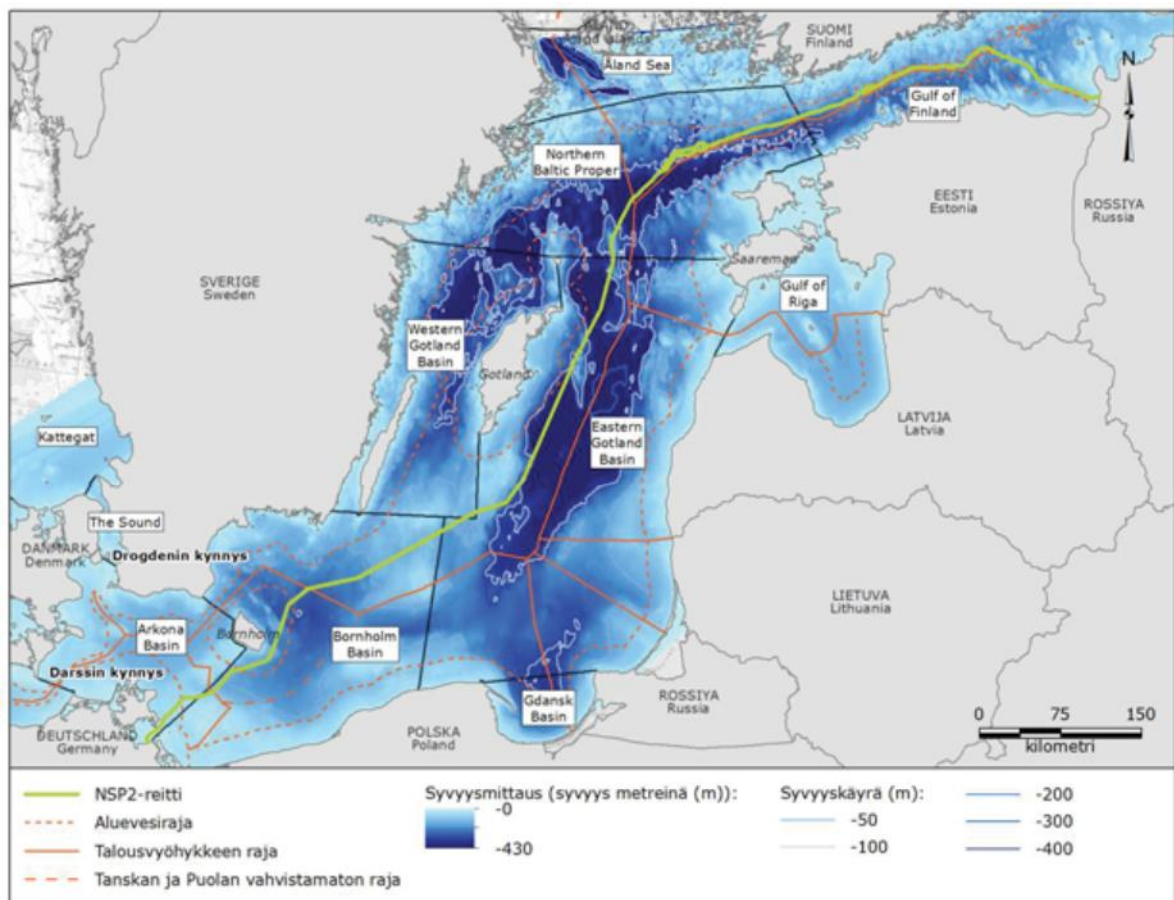 SUOMI
Finland
Åland Sea
N
Gulf of
Finland
Northern
Baltic Proper
EESTI
Estonia
ROSSIYA
Russia
SVERIGE
Sweden
Saaremaa
Gulf of
Riga
Western
Gotland
Basin
Gotland
Kattegat
LATVIJA
Latvia
Eastern
Gotland
Basin
The Sound
DANMARK
Denmark
Drogdenin kynnys
LIETUVA
Lithuania
Arkona
Basin
Bornholm
Bornholm
Basin
Darssin kynnys
Gdansk
Basin
ROSSIYA
Russia
DEUTSCHLAND
Germany
POLSKA
Poland
0 75 150
kilometri
NSP2-reitti
Aluevesiraja
Talousvyöhykkeen raja
Tanskan ja Puolan vahvistamaton raja
Syvyysmittaus (syvyys metreinä (m)):
-0
-430
Syvyyskäyrä (m):
-50
-100
-200
-300
-400